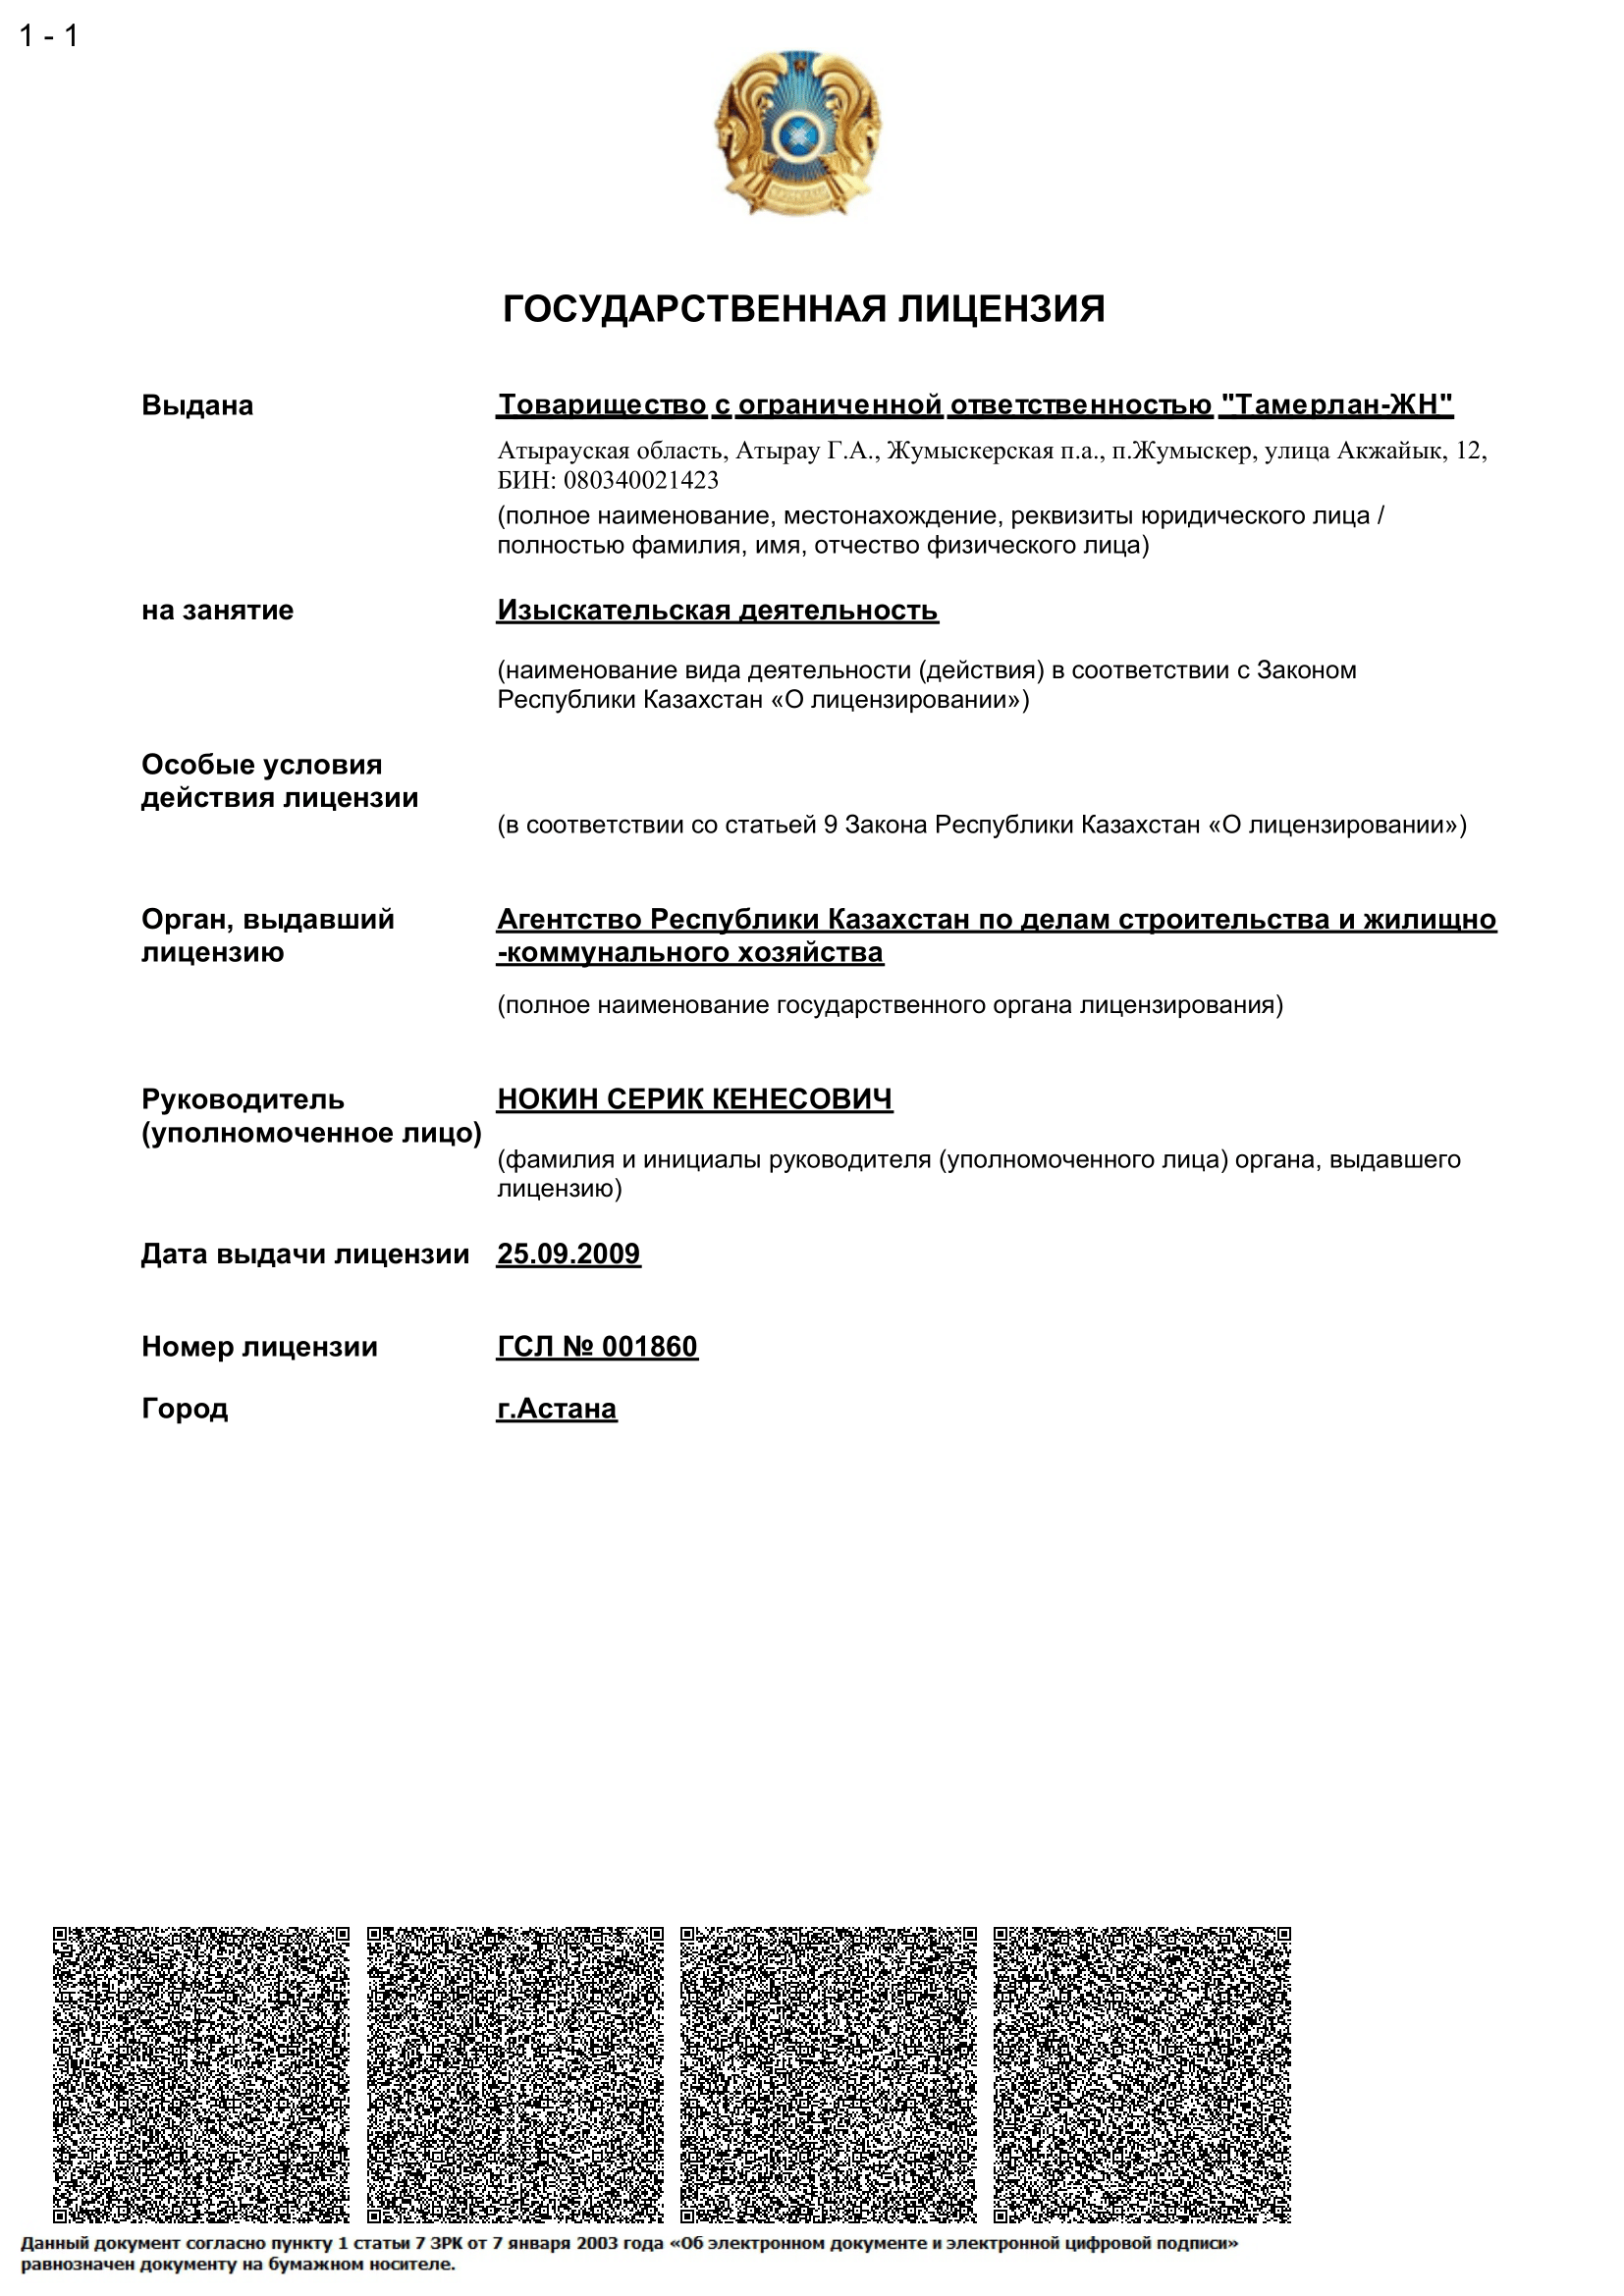 1 - 1
ГОСУДАРСТВЕННАЯ ЛИЦЕНЗИЯ
Выдана
Товарищество с ограниченной ответственностью "Тамерлан-ЖН"
Атырауская область, Атырау Г.А., Жумыскерская п.а., п.Жумыскер, улица Акжайык, 12,
БИН: 080340021423
(полное наименование, местонахождение, реквизиты юридического лица /
полностью фамилия, имя, отчество физического лица)
на занятие
Изыскательская деятельность
(наименование вида деятельности (действия) в соответствии с Законом
Республики Казахстан «О лицензировании»)
Особые условия
действия лицензии
(в соответствии со статьей 9 Закона Республики Казахстан «О лицензировании»)
Орган, выдавший
лицензию
Агентство Республики Казахстан по делам строительства и жилищно
-коммунального хозяйства
(полное наименование государственного органа лицензирования)
Руководитель
(уполномоченное лицо)
НОКИН СЕРИК КЕНЕСОВИЧ
(фамилия и инициалы руководителя (уполномоченного лица) органа, выдавшего
лицензию)
Дата выдачи лицензии
25.09.2009
Номер лицензии
ГСЛ № 001860
Город
г.Астана
Данный документ согласно пункту 1 статьи 7 ЗРК от 7 января 2003 года «Об электронном документе и электронной цифровой подписи»
равнозначен документу на бумажном носителе.